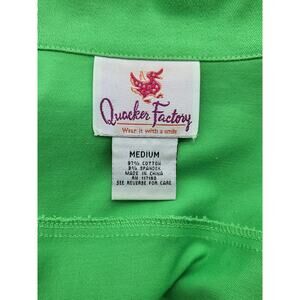 Quacker Factory
Wear it with a smile
MEDIUM
97% COTTON
3% SPANDEX
MADE IN CHINA
RN 117180
SEE REVERSE FOR CARE